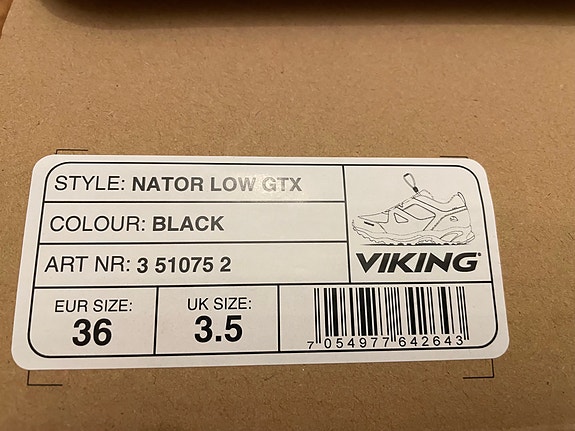 STYLE: NATOR LOW GTX
COLOUR: BLACK
ART NR: 3 51075 2
VIKING
EUR SIZE:
36
UK SIZE:
3.5
7 054977 642643